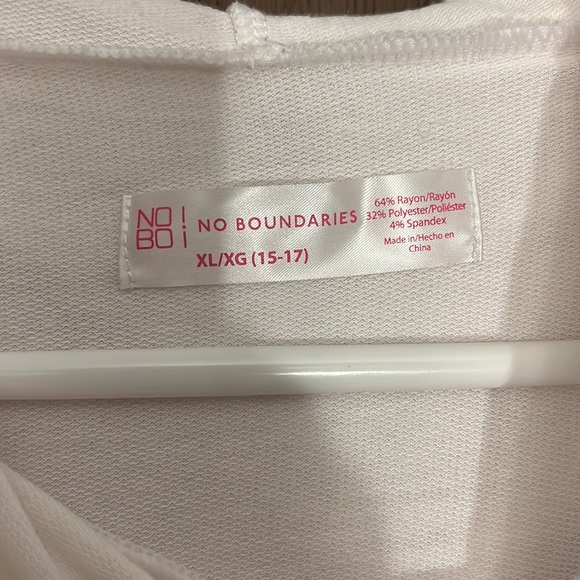 NO!
BO¡
NO BOUNDARIES
XL/XG (15-17)
64% Rayon/Rayón
32% Polyester/Poliéster
4% Spandex
Made in/Hecho en
China